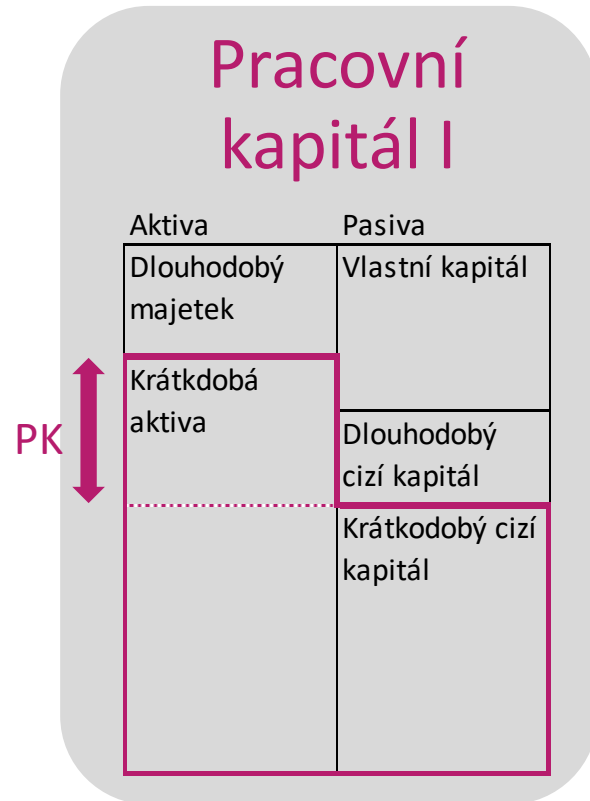 Pracovní
kapitál I
Aktiva
Pasiva
Dlouhodobý
majetek
Vlastní kapitál
Krátkdobá
aktiva
PK
Dlouhodobý
cizí kapitál
Krátkodobý cizí
kapitál